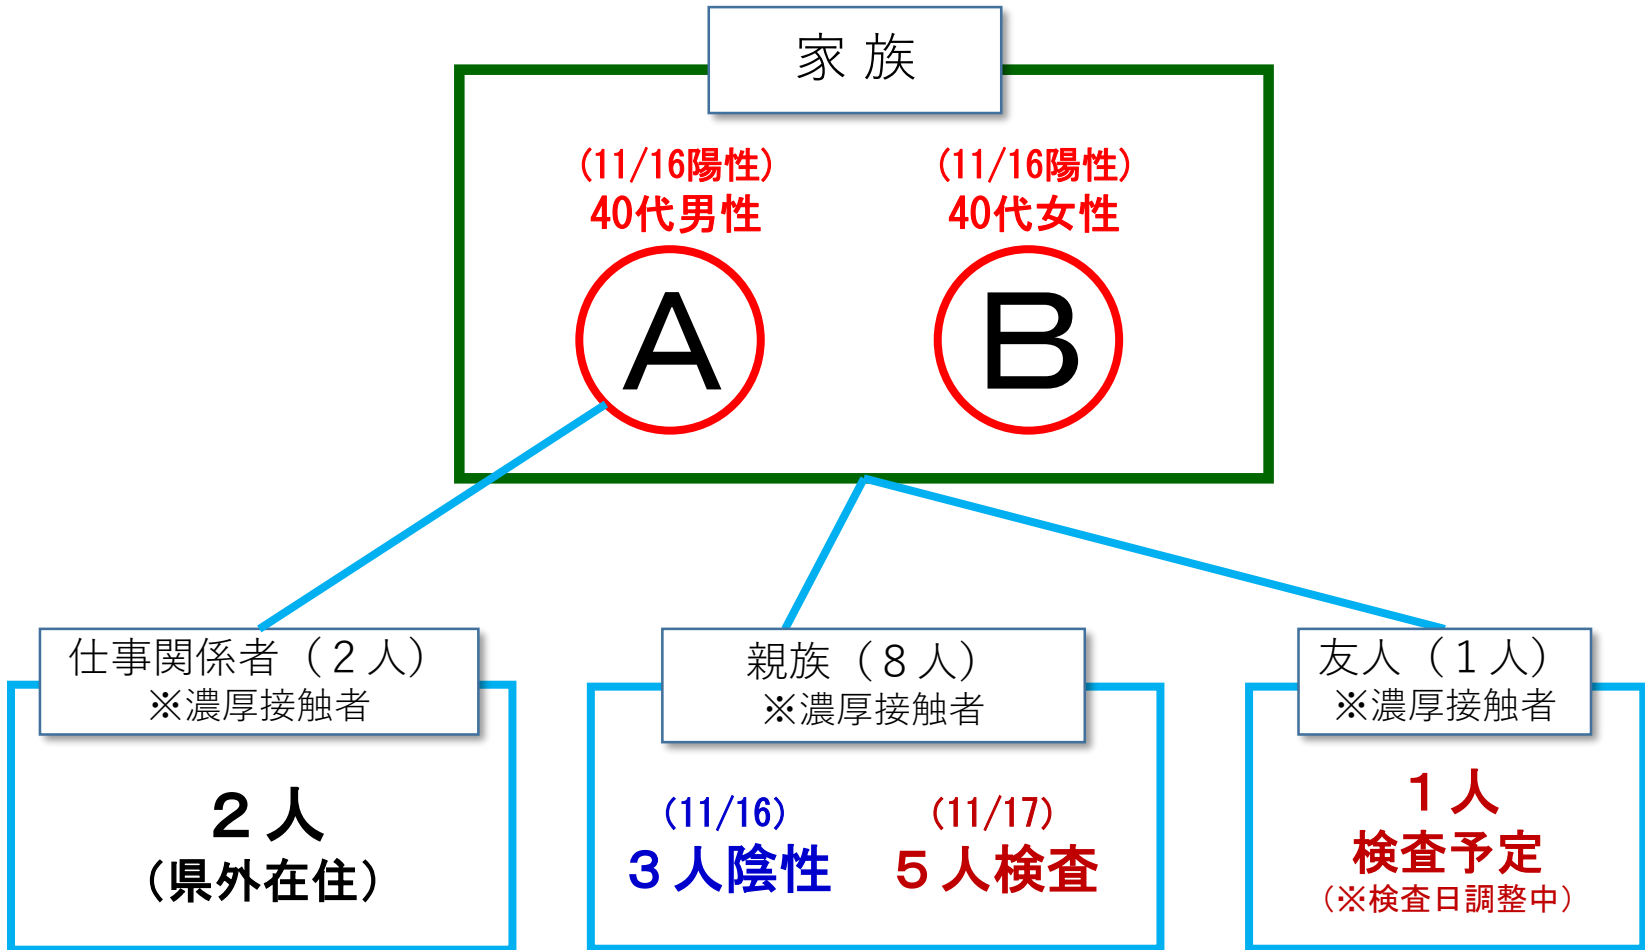 家 族
(11/16陽性)
40代男性
A
(11/16陽性)
40代女性
B
仕事関係者（２人）
※濃厚接触者
２人
（県外在住）
親族（８人）
※濃厚接触者
(11/16)
３人陰性
(11/17)
５人検査
友人（１人）
※濃厚接触者
１人
検査予定
（※検査日調整中）